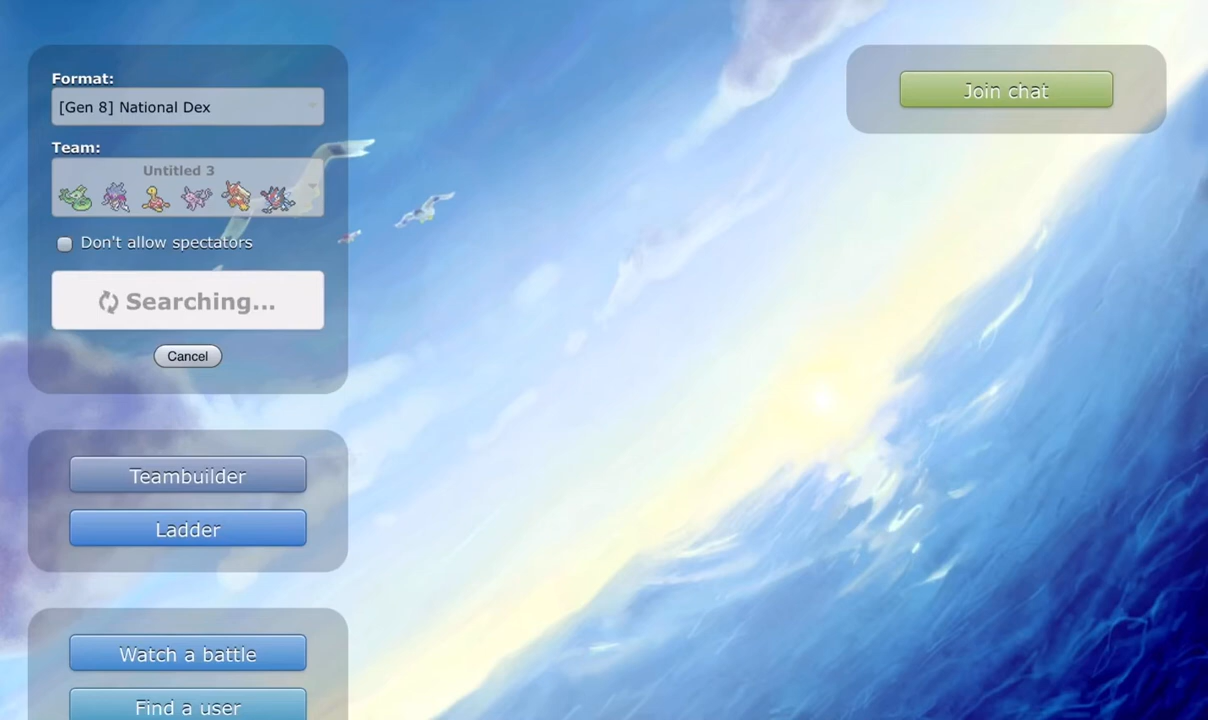 Format:
[Gen 8] National Dex
Team:
Untitled 3
Don't allow spectators
Searching...
Cancel
Teambuilder
Ladder
Watch a battle
Find a user
Join chat